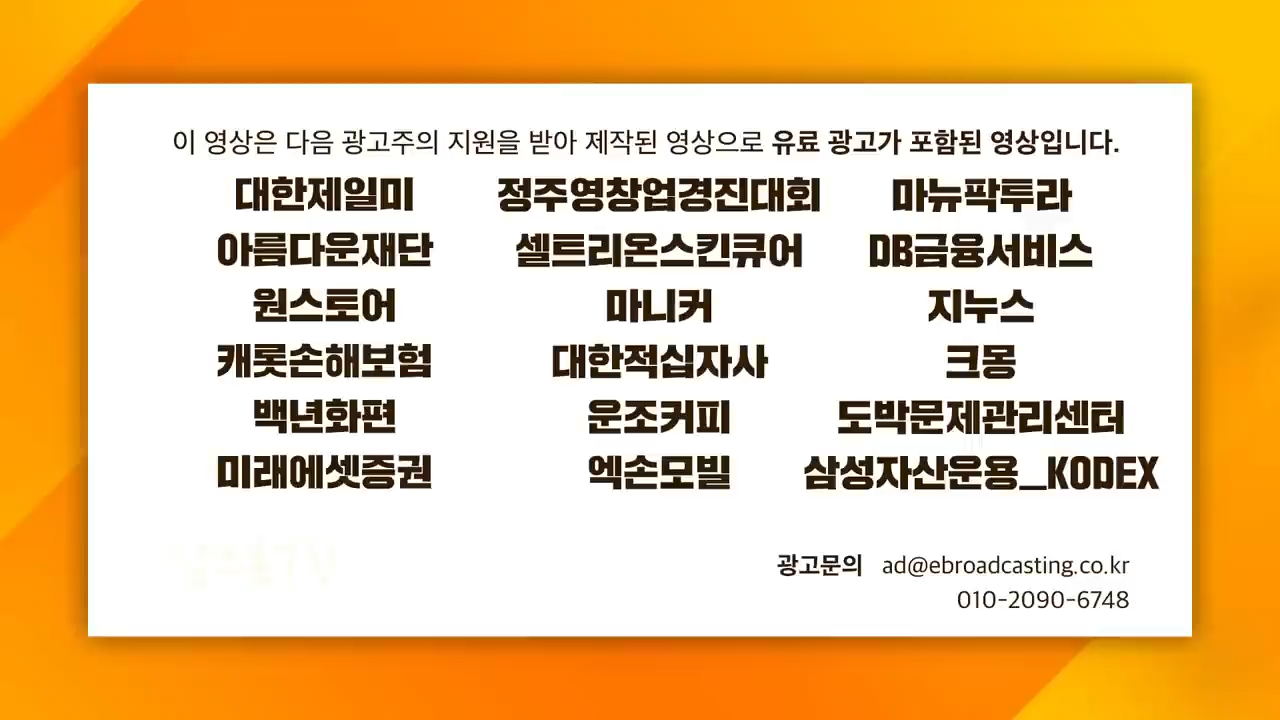 이 영상은 다음 광고주의 지원을 받아 제작된 영상으로 유료 광고가 포함된 영상입니다.
대한제일미 정주영창업경진대회 마뉴팍투라
아름다운재단 셀트리온스킨큐어 DB금융서비스
원스토어 마니커 지누스
캐롯손해보험 대한적십자사 크몽
백년화편 운조커피 도박문제관리센터
미래에셋증권 엑손모빌 삼성자산운용_KODEX
광고문의 ad@ebroadcasting.co.kr
010-2090-6748